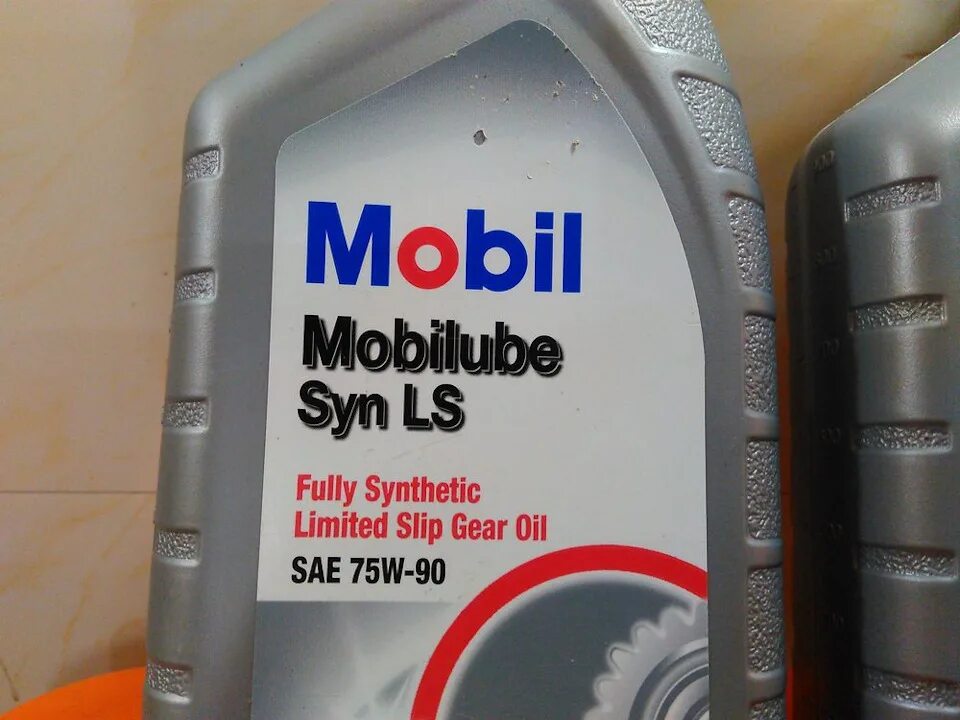 Mobil
Mobilube
Syn LS
Fully Synthetic
Limited Slip Gear Oil
SAE 75W-90